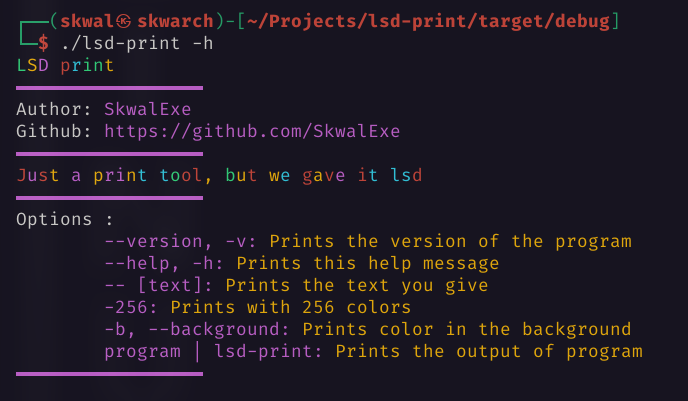 ┌──(skwal㉿skwarch)-[~/Projects/lsd-print/target/debug]
└─$ ./lsd-print -h
LSD print
Author: SkwalExe
Github: https://github.com/SkwalExe
Just a print tool, but we gave it lsd
Options :
--version, -v: Prints the version of the program
--help, -h: Prints this help message
-- [text]: Prints the text you give
-256: Prints with 256 colors
-b, --background: Prints color in the background
program | lsd-print: Prints the output of program